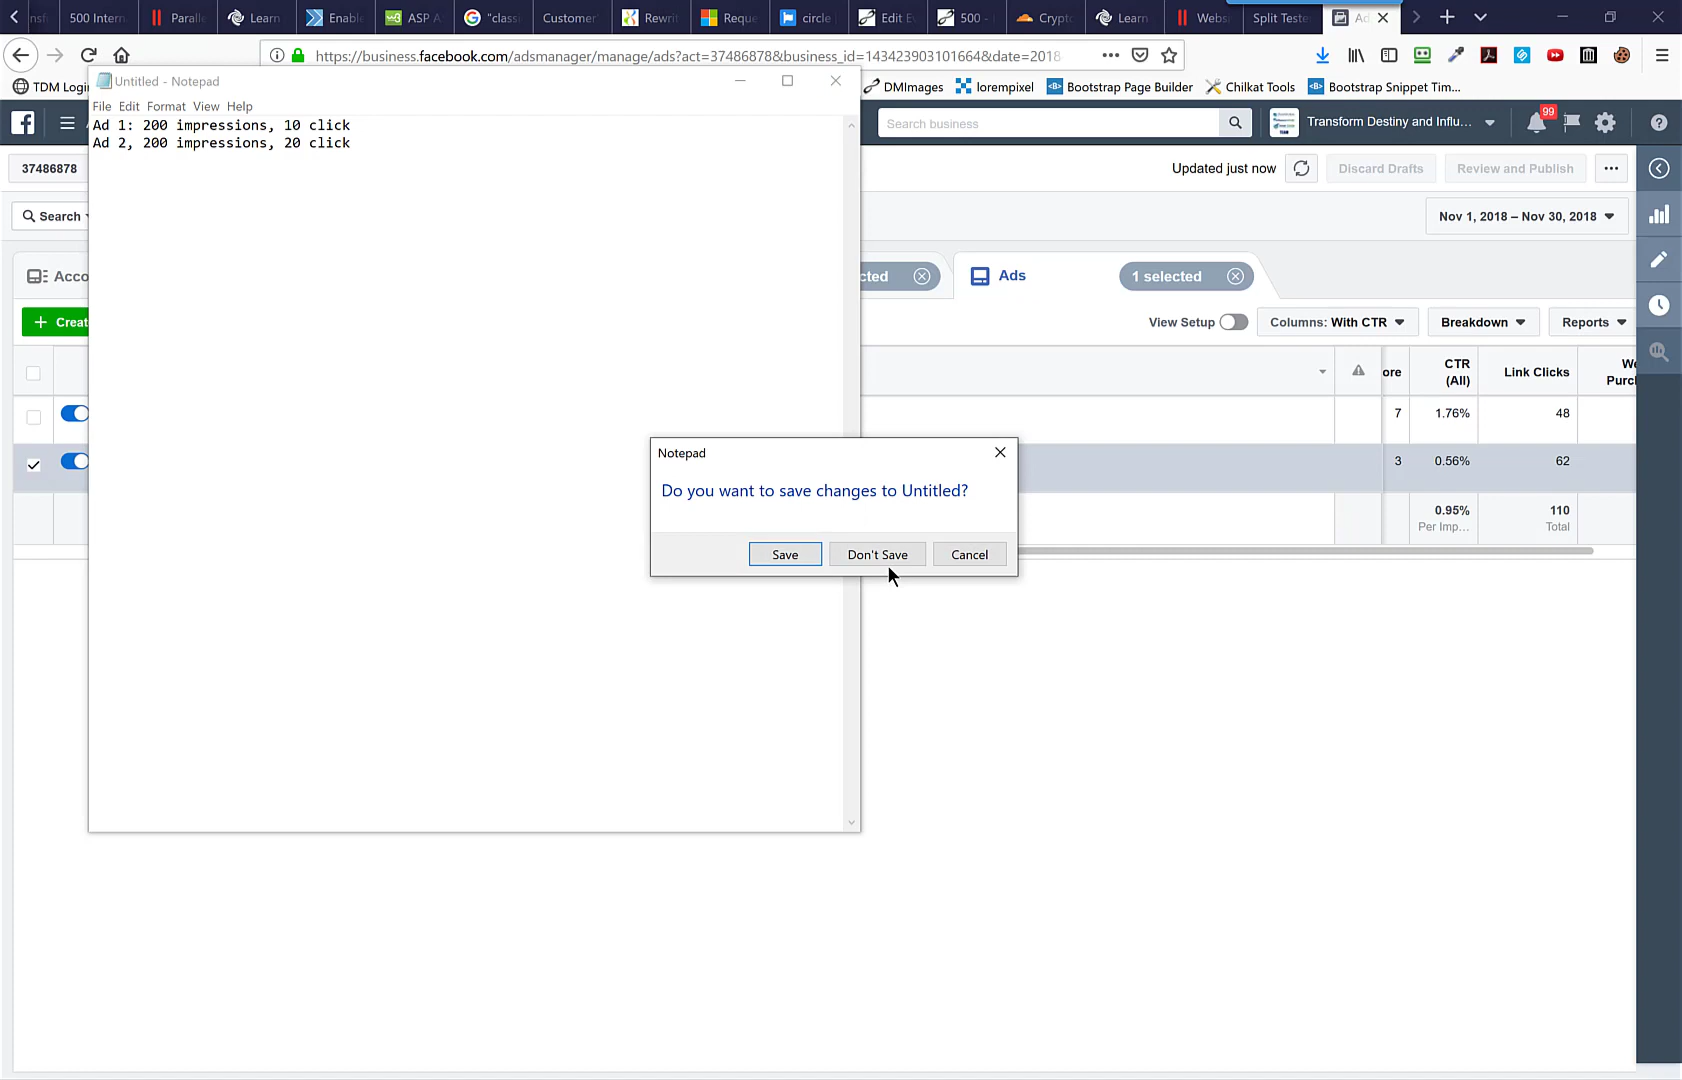 500 Intern
Paralle
Learn
Enable
ASP A
"classi
Customer
Rewrit
Reque
circle
Edit E
500 -
Crypto
Learn
Websi
Split Teste
Ad
https://business.facebook.com/adsmanager/manage/ads?act=37486878&business_id=143423903101664&date=2018
TDM Logi
DMImages
lorempixel
Bootstrap Page Builder
Chilkat Tools
Bootstrap Snippet Tim...
Untitled - Notepad
File Edit Format View Help
Ad 1: 200 impressions, 10 click
Ad 2, 200 impressions, 20 click
Search business
Transform Destiny and Influ...
99
37486878
Updated just now
Discard Drafts
Review and Publish
Search
Nov 1, 2018 – Nov 30, 2018
Acco
cted
Ads
1 selected
+ Creat
View Setup
Columns: With CTR
Breakdown
Reports
ore
CTR
(All)
Link Clicks
We
Purch
7
1.76%
48
3
0.56%
62
0.95%
Per Imp...
110
Total
Notepad
Do you want to save changes to Untitled?
Save
Don't Save
Cancel